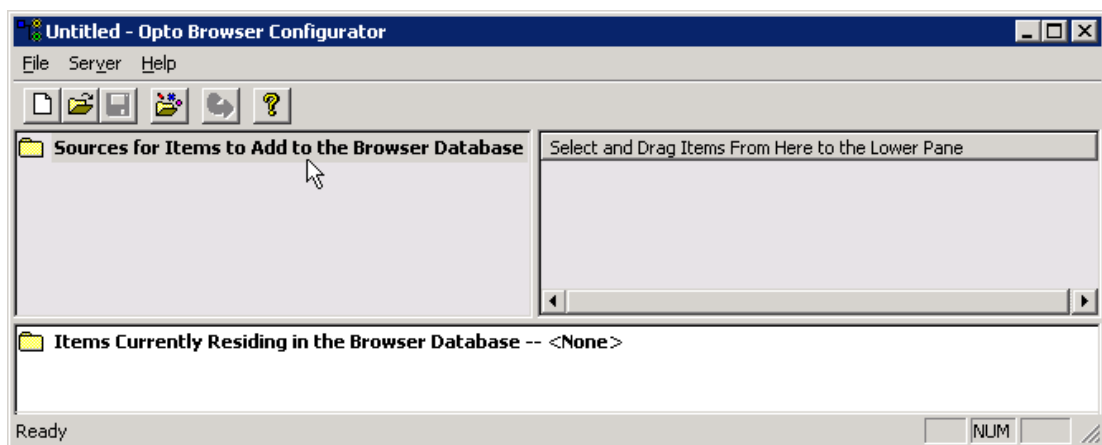 Untitled - Opto Browser Configurator
File Server Help
Sources for Items to Add to the Browser Database
Select and Drag Items From Here to the Lower Pane
Items Currently Residing in the Browser Database -- <None>
Ready
NUM